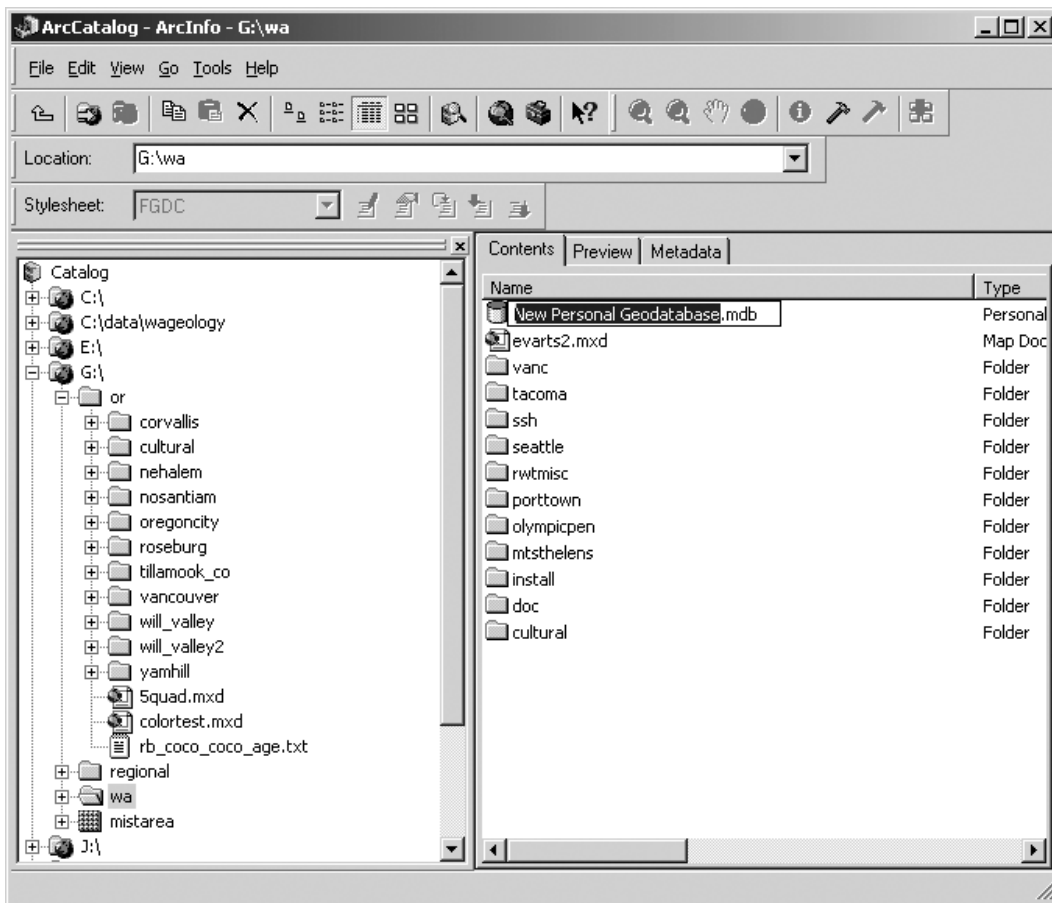 ArcCatalog - ArcInfo - G:\wa
File Edit View Go Tools Help
Location: G:\wa
Stylesheet: FGDC
Catalog
C:\
C:\data\wageology
E:\
G:\
or
corvallis
cultural
nehalem
nosantiam
oregoncity
roseburg
tillamook_co
vancouver
will_valley
will_valley2
yamhill
5quad.mxd
colortest.mxd
rb_coco_coco_age.txt
regional
wa
mistarea
J:\
Contents Preview Metadata
Name Type
New Personal Geodatabase.mdb Personal
evarts2.mxd Map Doc
vanc Folder
tacoma Folder
ssh Folder
seattle Folder
rwtmisc Folder
porttown Folder
olympicpen Folder
mtsthelens Folder
install Folder
doc Folder
cultural Folder